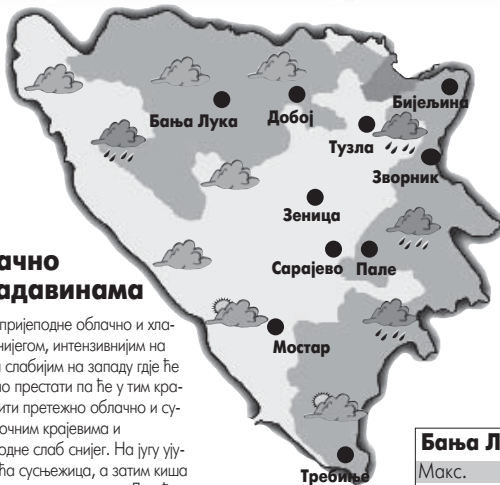 Бања Лука
Добој
Бијељина
Тузла
Зворник
Зеница
Сарајево
Пале
Мостар
Требиње
ачно
адавинама
пријеподне облачно и хла-
нијегом, интензивнијим на
слабијим на западу гдје ће
о престати па ће у тим кра-
ити претежно облачно и су-
очним крајевима и
одне слаб снијег. На југу ују-
ћа сусњежица, а затим киша
Бања Л
Макс.